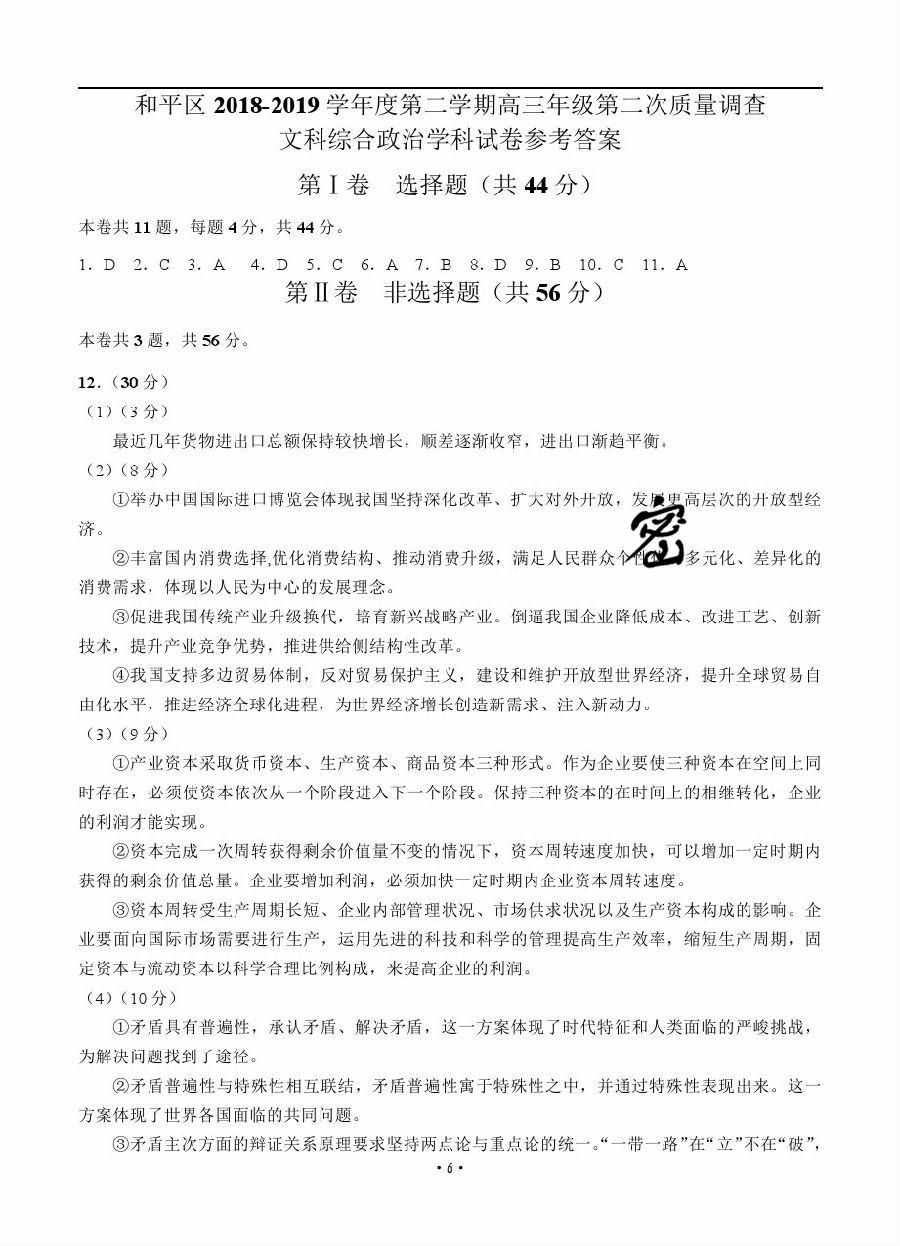 和平区 2018-2019 学年度第二学期高三年级第二次质量调查
文科综合政治学科试卷参考答案
第Ⅰ卷 选择题（共 44 分）
本卷共 11 题，每题 4 分，共 44 分。
1．D 2．C 3．A 4．D 5．C 6．A 7．B 8．D 9．B 10．C 11．A
第Ⅱ卷 非选择题（共 56 分）
本卷共 3 题，共 56 分。
12．（30 分）
（1）（3 分）
最近几年货物进出口总额保持较快增长，顺差逐渐收窄，进出口渐趋平衡。
（2）（8 分）
①举办中国国际进口博览会体现我国坚持深化改革、扩大对外开放，发展更高层次的开放型经
济。
密
②丰富国内消费选择,优化消费结构、推动消费升级，满足人民群众个性 多元化、差异化的
消费需求，体现以人民为中心的发展理念。
③促进我国传统产业升级换代，培育新兴战略产业。倒逼我国企业降低成本、改进工艺、创新
技术，提升产业竞争优势，推进供给侧结构性改革。
④我国支持多边贸易体制，反对贸易保护主义，建设和维护开放型世界经济，提升全球贸易自
由化水平，推进经济全球化进程，为世界经济增长创造新需求、注入新动力。
（3）（9 分）
①产业资本采取货币资本、生产资本、商品资本三种形式。作为企业要使三种资本在空间上同
时存在，必须使资本依次从一个阶段进入下一个阶段。保持三种资本的在时间上的相继转化，企业
的利润才能实现。
②资本完成一次周转获得剩余价值量不变的情况下，资本周转速度加快，可以增加一定时期内
获得的剩余价值总量。企业要增加利润，必须加快一定时期内企业资本周转速度。
③资本周转受生产周期长短、企业内部管理状况、市场供求状况以及生产资本构成的影响。企
业要面向国际市场需要进行生产，运用先进的科技和科学的管理提高生产效率，缩短生产周期，固
定资本与流动资本以科学合理比例构成，来提高企业的利润。
（4）（10 分）
①矛盾具有普遍性，承认矛盾、解决矛盾，这一方案体现了时代特征和人类面临的严峻挑战，
为解决问题找到了途径。
②矛盾普遍性与特殊性相互联结，矛盾普遍性寓于特殊性之中，并通过特殊性表现出来。这一
方案体现了世界各国面临的共同问题。
③矛盾主次方面的辩证关系原理要求坚持两点论与重点论的统一。“一带一路”在“立”不在“破”，
• 6 •